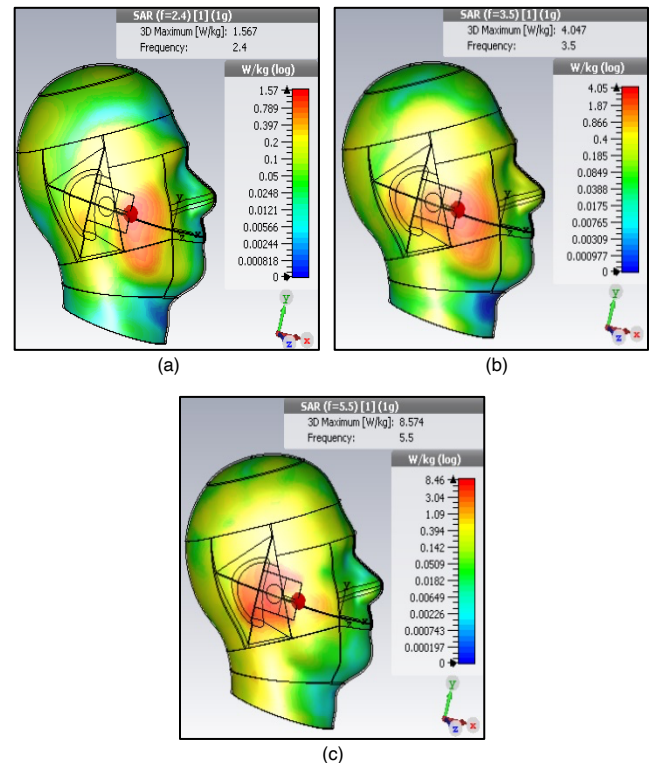 SAR (f=2.4) [1] (1g)
3D Maximum [W/kg]: 1.567
Frequency: 2.4
W/kg (log)
1.57
0.789
0.397
0.2
0.1
0.05
0.0248
0.0121
0.00566
0.00244
0.000818
0
y
x
y
z
x
(a)
SAR (f=3.5) [1] (1g)
3D Maximum [W/kg]: 4.047
Frequency: 3.5
W/kg (log)
4.05
1.87
0.866
0.4
0.185
0.0849
0.0388
0.0175
0.00765
0.00309
0.000977
0
y
x
y
z
x
(b)
SAR (f=5.5) [1] (1g)
3D Maximum [W/kg]: 8.574
Frequency: 5.5
W/kg (log)
8.46
3.04
1.09
0.394
0.142
0.0509
0.0182
0.00649
0.00226
0.000743
0.000197
0
y
x
y
z
x
(c)